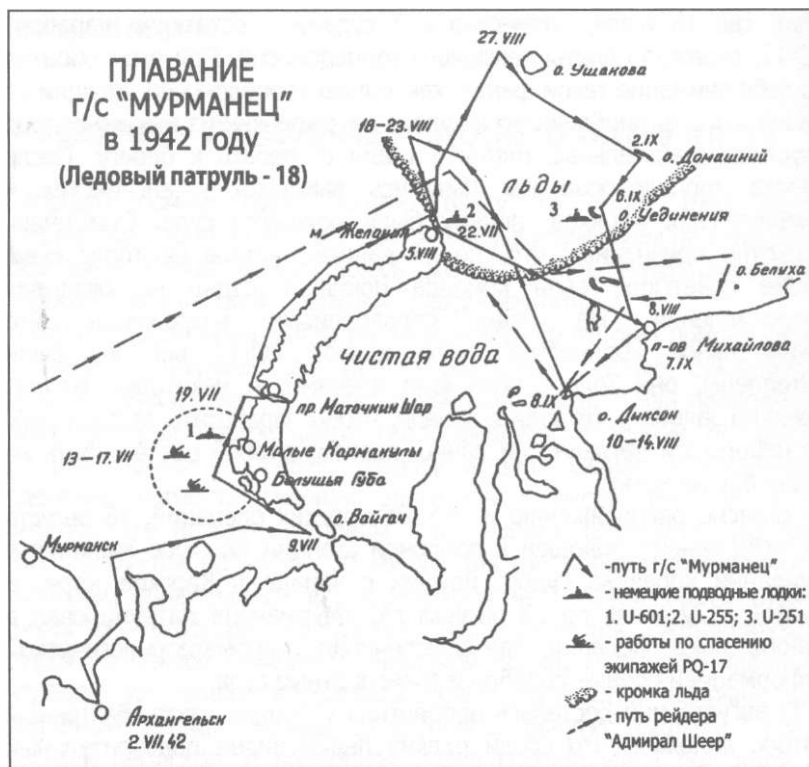 ПЛАВАНИЕ
г/с "МУРМАНЕЦ"
в 1942 году
(Ледовый патруль - 18)
27.VIII
о. Ушакова
18-23.VIII
2.IX
о. Домашний
ЛЬДЫ
6.IX
3
о. Уединения
2
22.VII
м. Желания
5.VIII
о. Белуха
8.VIII
п-ов Михайлова
7.IX
ЧИСТАЯ ВОДА
19.VII
пр. Маточкин Шар
8.IX
о. Диксон
10-14.VIII
1
Малые Кармакулы
13-17.VII
Белушья Губа
о. Вайгач
8.VII
Мурманск
Архангельск
2.VII.42
-путь г/с "Мурманец"
- немецкие подводные лодки:
1. U-601;2. U-255; 3. U-251
- работы по спасению
экипажей PQ-17
- кромка льда
- путь рейдера
"Адмирал Шеер"